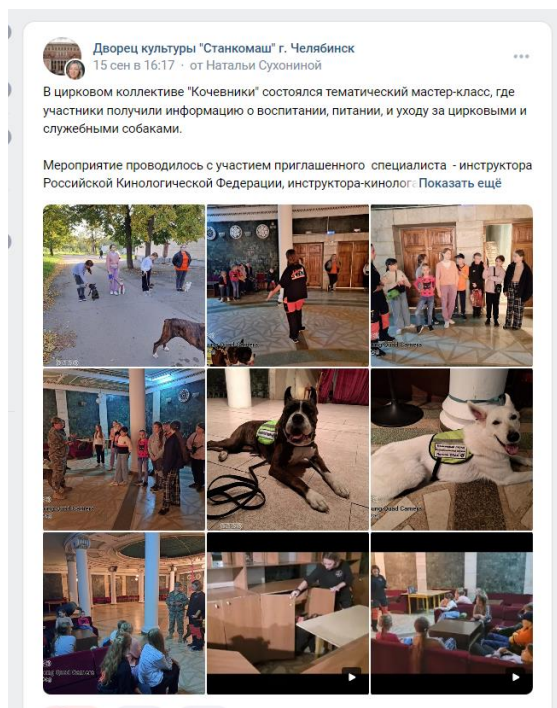 Дворец культуры "Станкомаш" г. Челябинск
15 сен в 16:17 · от Натальи Сухониной
В цирковом коллективе "Кочевники" состоялся тематический мастер-класс, где
участники получили информацию о воспитании, питании, и уходу за цирковыми и
служебными собаками.
Мероприятие проводилось с участием приглашенного специалиста - инструктора
Российской Кинологической Федерации, инструктора-кинолог Показать ещё